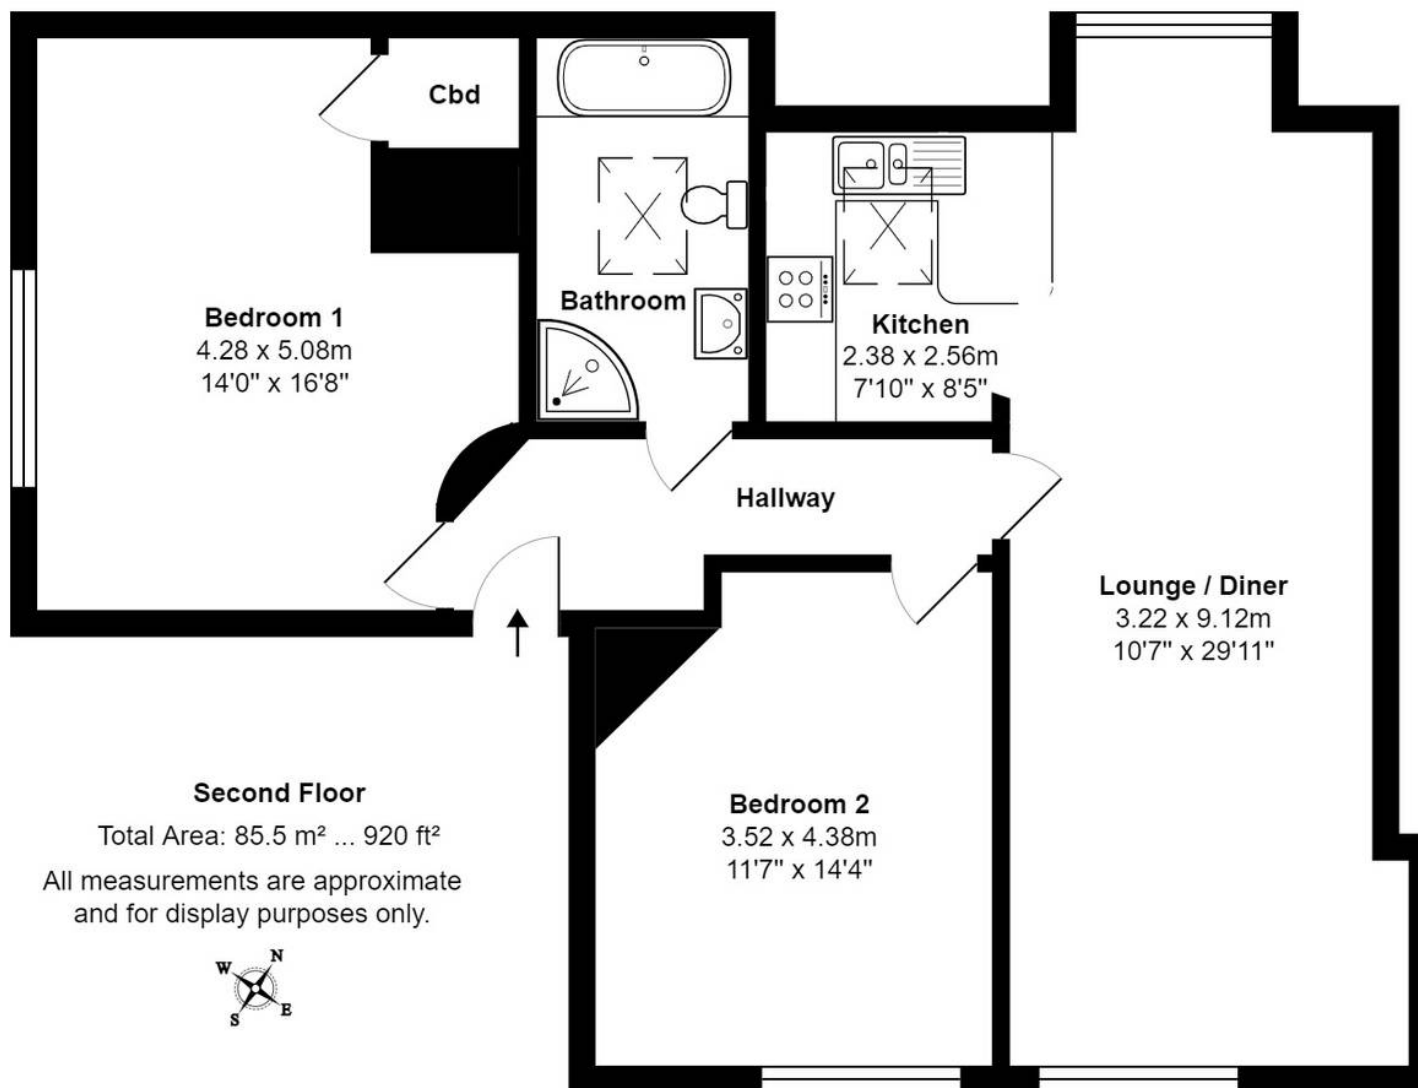 Cbd
Bedroom 1
4.28 x 5.08m
14'0" x 16'8"
Bathroom
Kitchen
2.38 x 2.56m
7'10" x 8'5"
Hallway
Lounge / Diner
3.22 x 9.12m
10'7" x 29'11"
Bedroom 2
3.52 x 4.38m
11'7" x 14'4"
Second Floor
Total Area: 85.5 m² ... 920 ft²
All measurements are approximate
and for display purposes only.
N
W
E
S